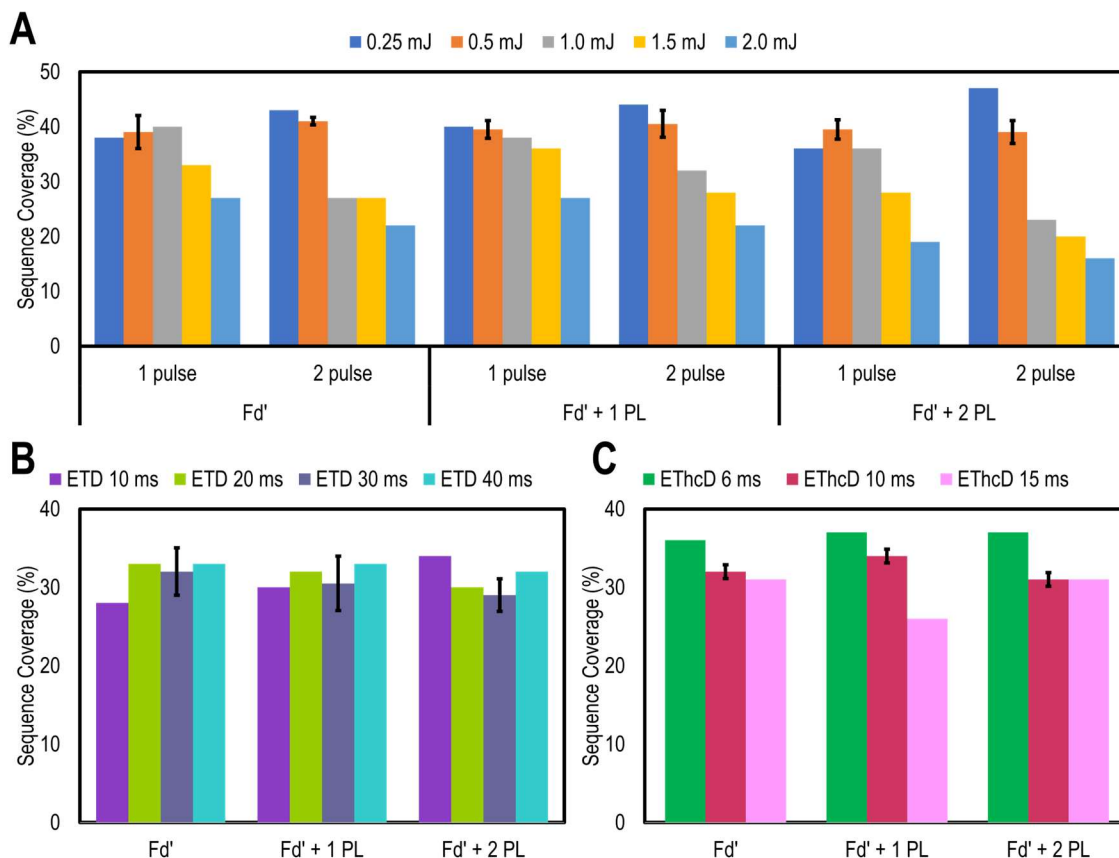 A
0.25 mJ 0.5 mJ 1.0 mJ 1.5 mJ 2.0 mJ
Sequence Coverage (%)
50
40
30
20
10
0
1 pulse 2 pulse 1 pulse 2 pulse 1 pulse 2 pulse
Fd' Fd' + 1 PL Fd' + 2 PL
B
ETD 10 ms ETD 20 ms ETD 30 ms ETD 40 ms
Sequence Coverage (%)
40
30
20
10
0
Fd' Fd' + 1 PL Fd' + 2 PL
C
EThcD 6 ms EThcD 10 ms EThcD 15 ms
Sequence Coverage (%)
40
30
20
10
0
Fd' Fd' + 1 PL Fd' + 2 PL